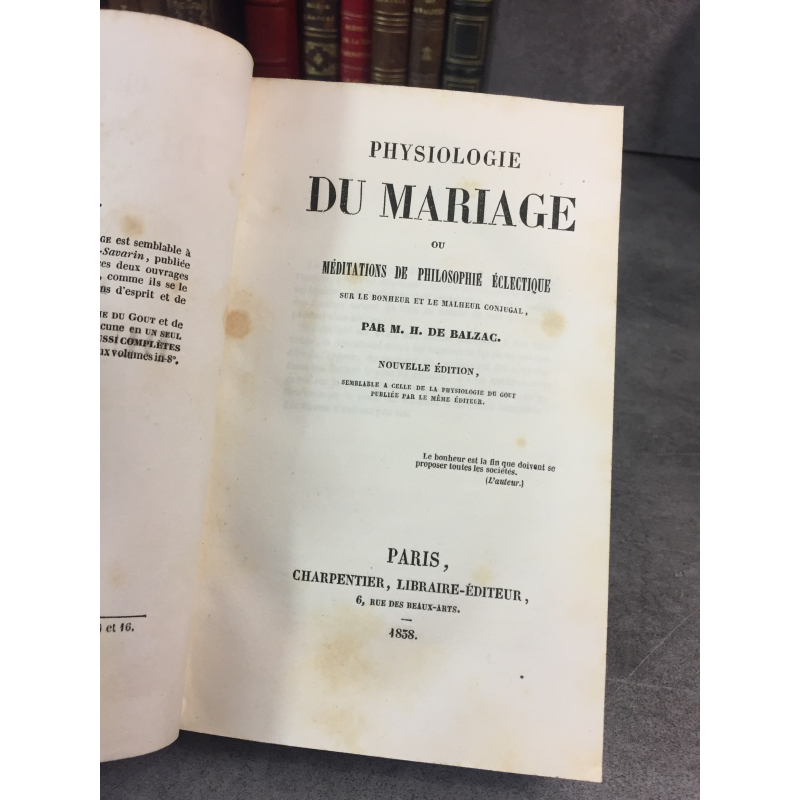 GE est semblable à
-Savarin, publiée
es deux ouvrages
, comme ils se le
ns d'esprit et de
IE DU GOUT et de
acune en UN SEUL
USSI COMPLÈTES
ux volumes in-8°.
) et 16.
PHYSIOLOGIE
DU MARIAGE
OU
MÉDITATIONS DE PHILOSOPHIE ÉCLECTIQUE
SUR LE BONHEUR ET LE MALHEUR CONJUGAL,
PAR M. H. DE BALZAC.
NOUVELLE ÉDITION,
SEMBLABLE A CELLE DE LA PHYSIOLOGIE DU GOUT
PUBLIÉE PAR LE MÊME ÉDITEUR.
Le bonheur est la fin que doivent se
proposer toutes les sociétés.
(L'auteur.)
PARIS,
CHARPENTIER, LIBRAIRE-ÉDITEUR,
6, RUE DES BEAUX-ARTS.
1838.